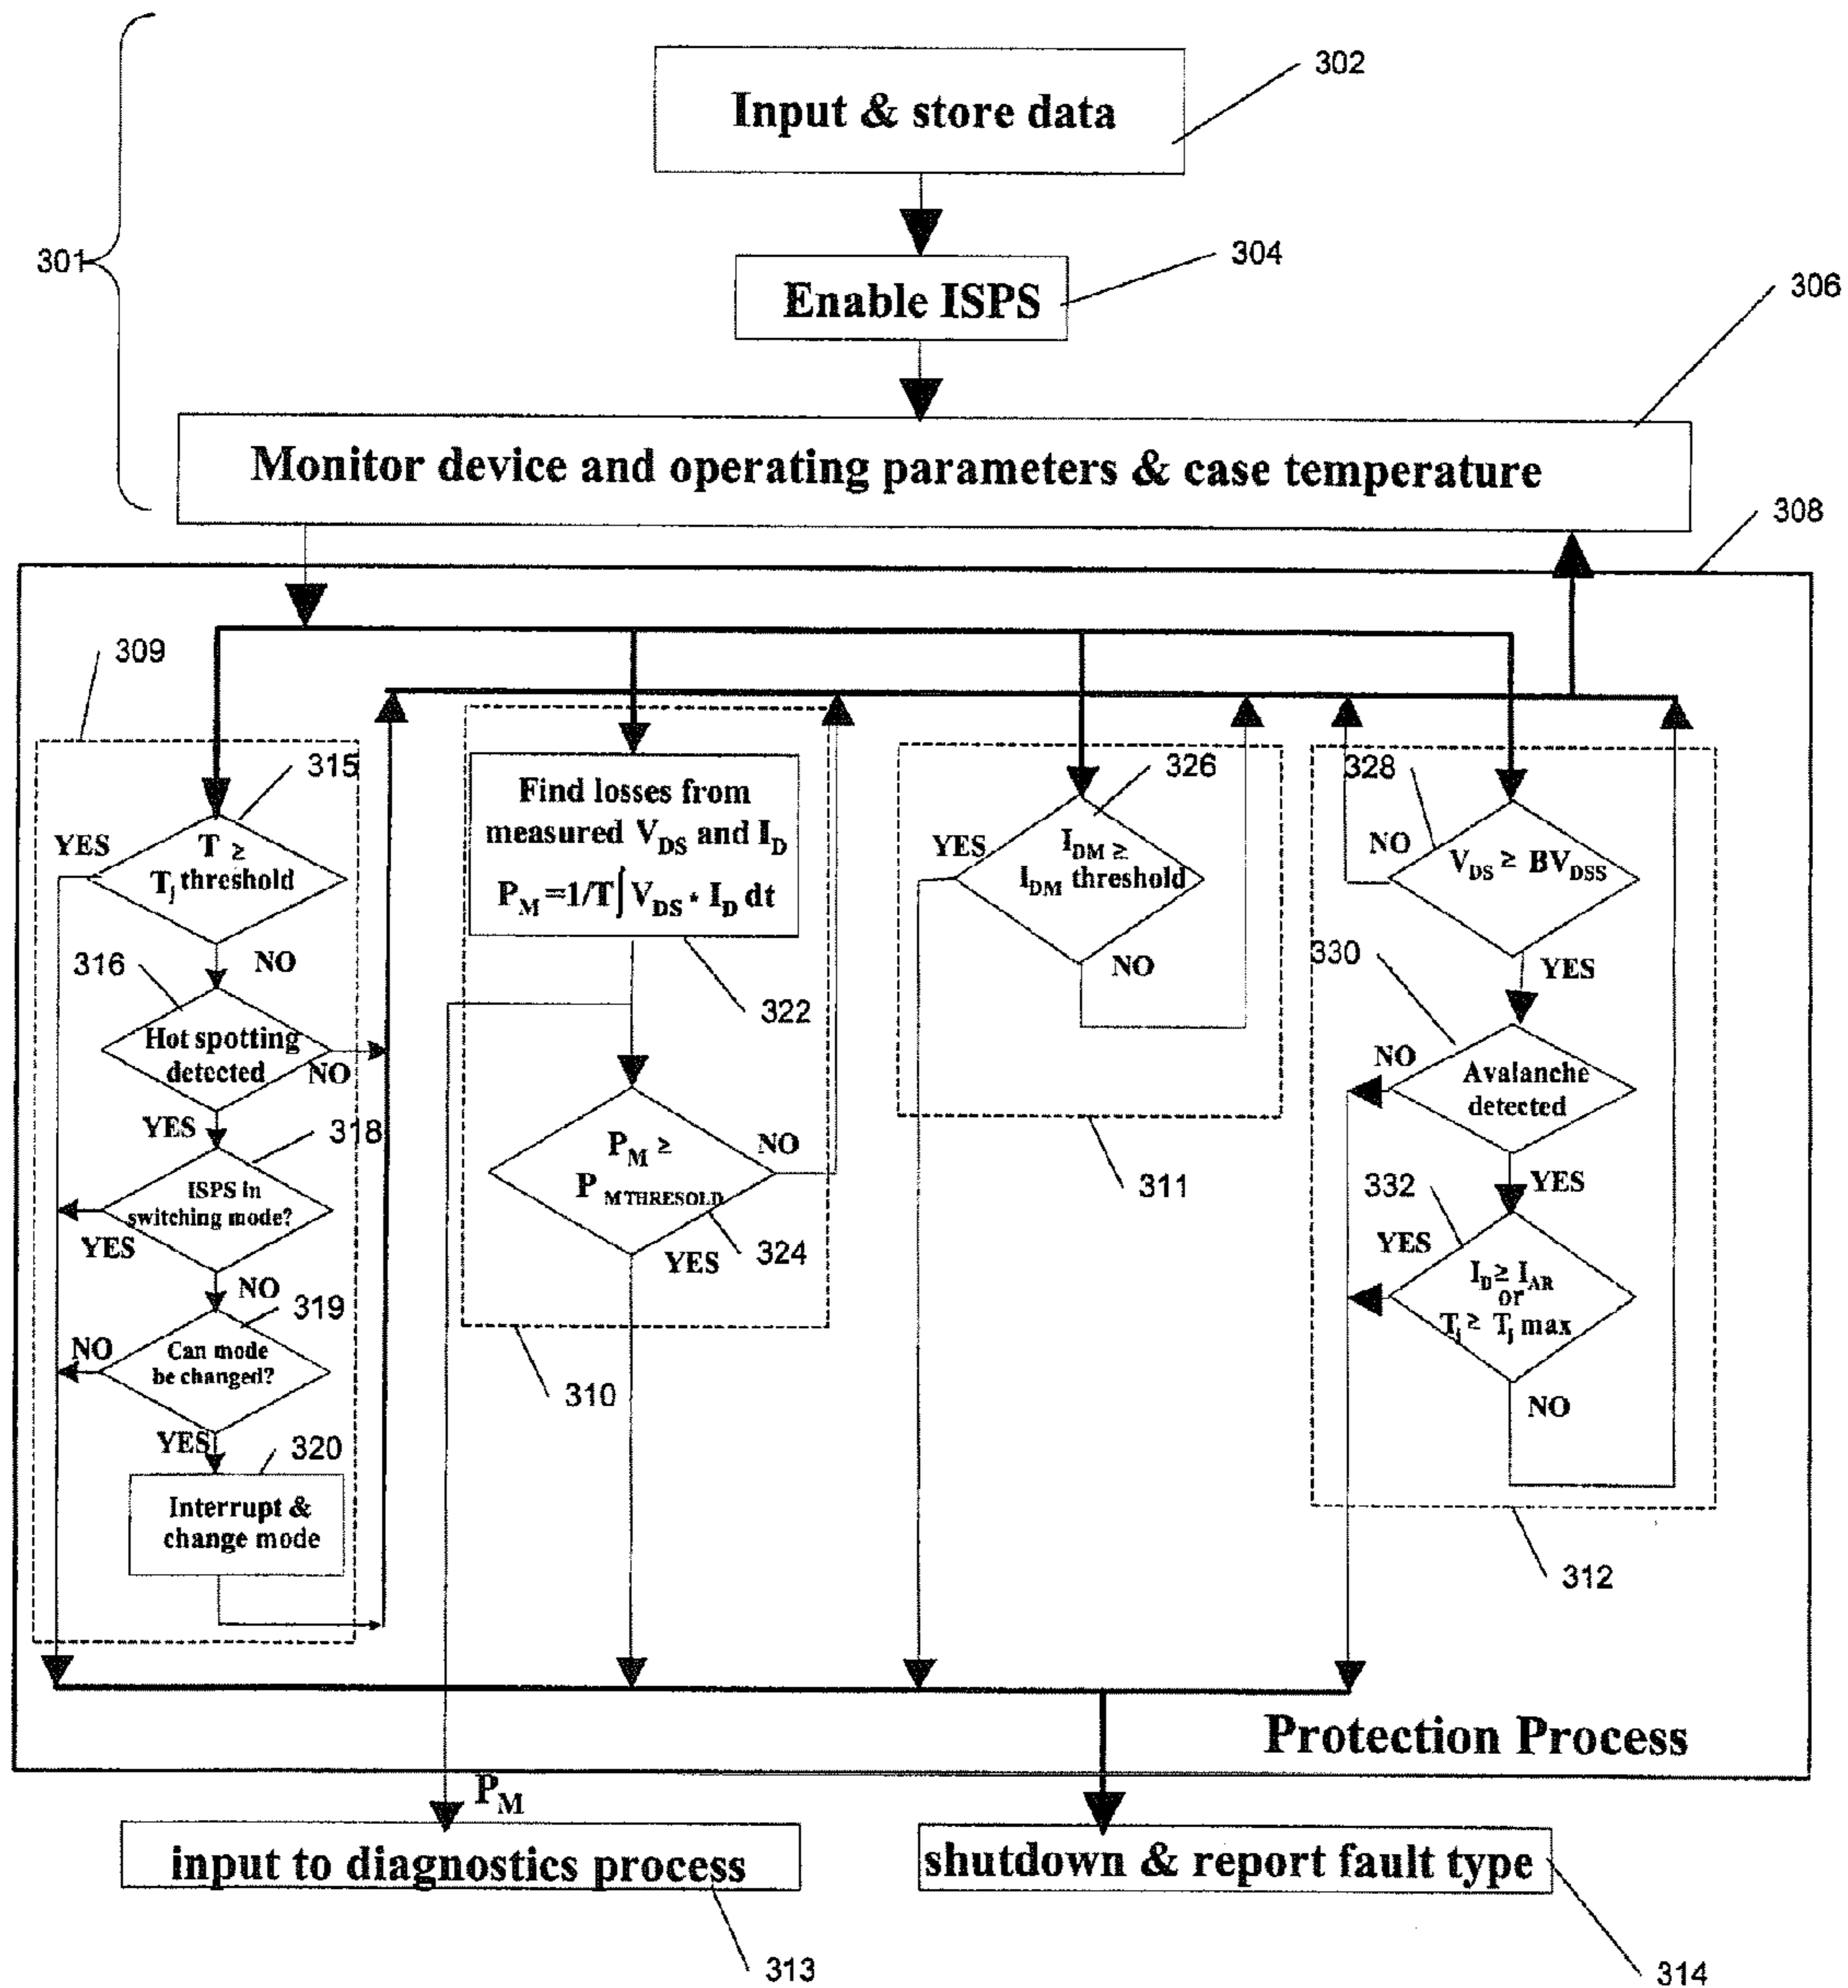 302
Input & store data
301
304
Enable ISPS
306
Monitor device and operating parameters & case temperature
308
309
315
YES
T ≥
Tj threshold
NO
316
Hot spotting
detected
NO
YES
318
ISPS in
switching mode?
YES
NO
319
NO
Can mode
be changed?
YES
320
Interrupt &
change mode
Find losses from
measured VDS and ID
PM =1/T∫ VDS * ID dt
322
PM ≥
P MTHRESOLD
NO
324
YES
310
326
YES
IDM ≥
IDM threshold
NO
311
328
NO
VDS ≥ BVDSS
YES
330
NO
Avalanche
detected
YES
332
YES
ID ≥ IAR
or
Tj ≥ Tj max
NO
312
Protection Process
PM
input to diagnostics process
shutdown & report fault type
313
314